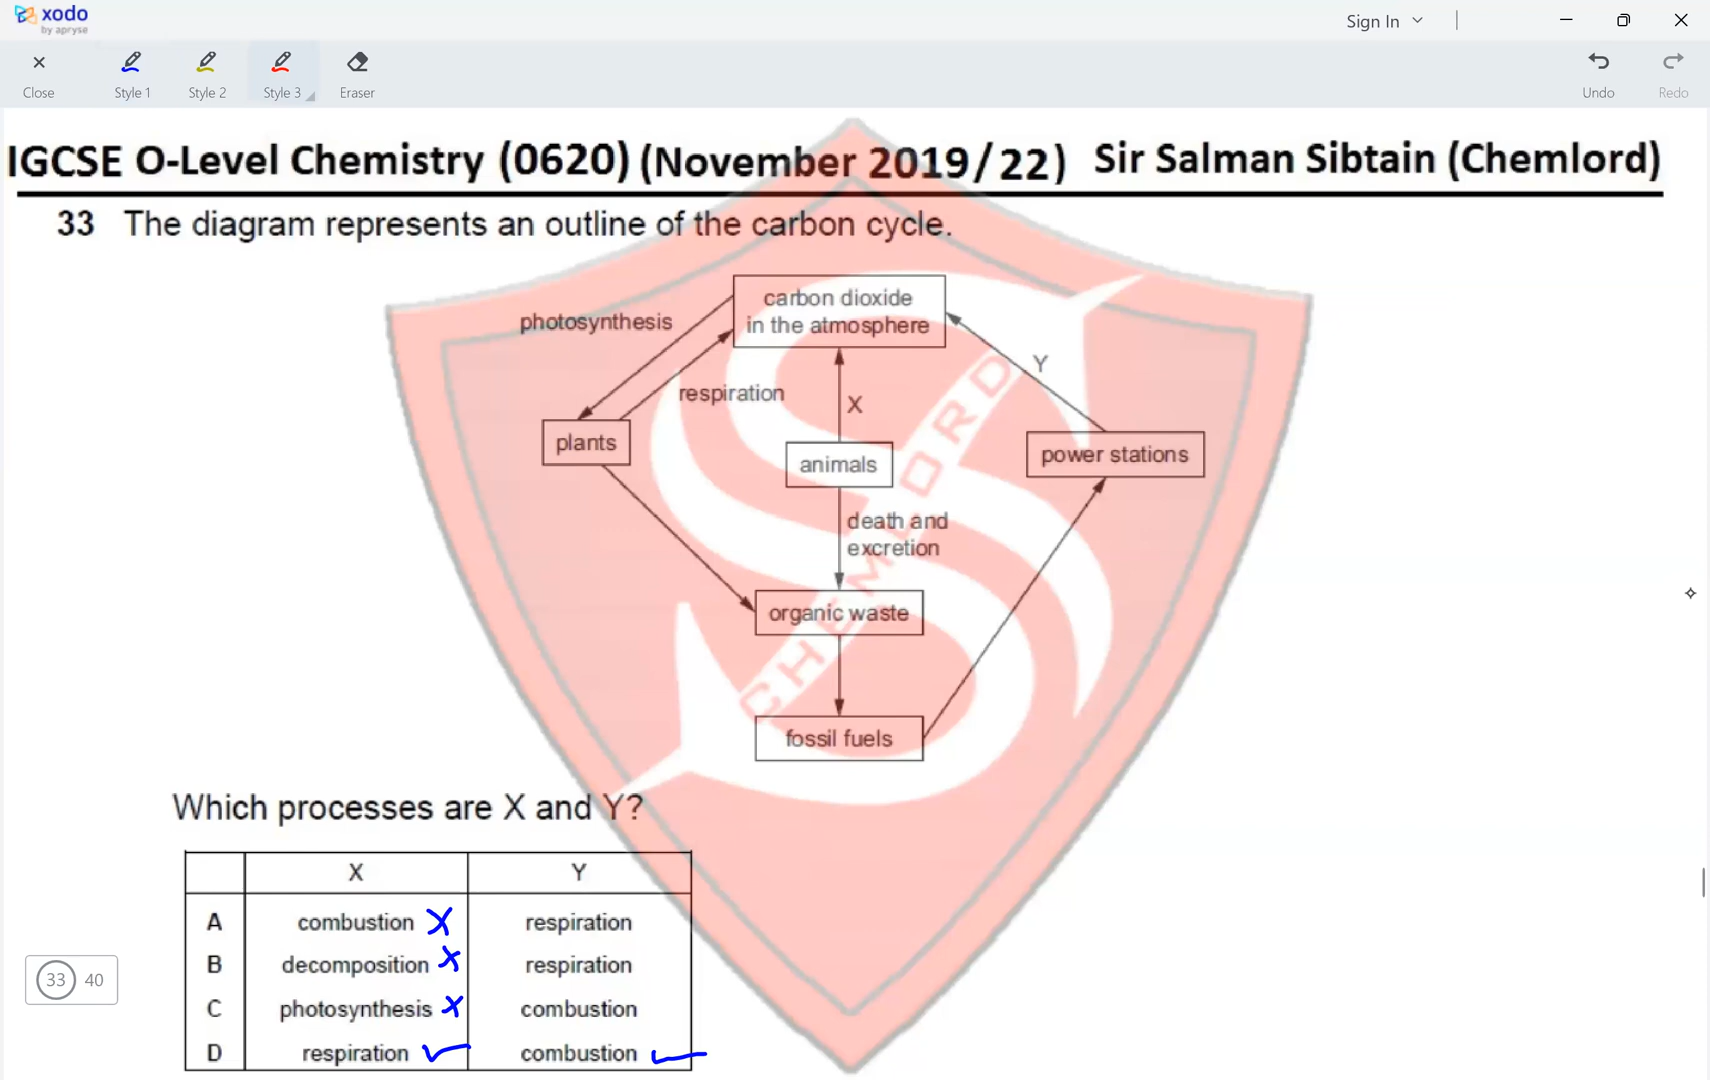 xodo
by apryse
Sign In
Close
Style 1
Style 2
Style 3
Eraser
Undo
Redo
IGCSE O-Level Chemistry (0620) (November 2019/22) Sir Salman Sibtain (Chemlord)
33 The diagram represents an outline of the carbon cycle.
carbon dioxide
in the atmosphere
photosynthesis
respiration
X
Y
plants
animals
power stations
death and
excretion
organic waste
fossil fuels
CHEMLORD
Which processes are X and Y?
X Y
A combustion respiration
B decomposition respiration
C photosynthesis combustion
D respiration combustion
33 40